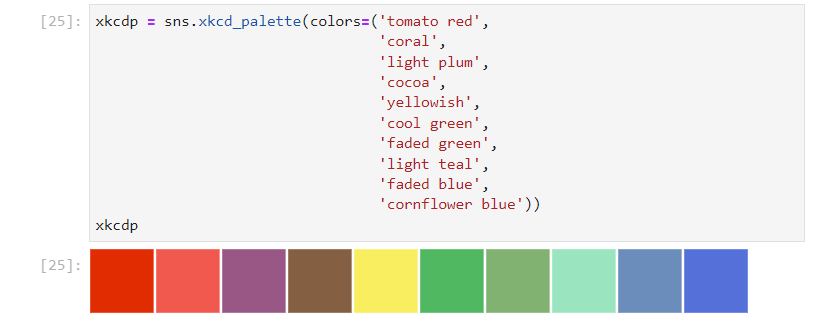 [25]: xkcdp = sns.xkcd_palette(colors=('tomato red',
'coral',
'light plum',
'cocoa',
'yellowish',
'cool green',
'faded green',
'light teal',
'faded blue',
'cornflower blue'))
xkcdp
[25]: